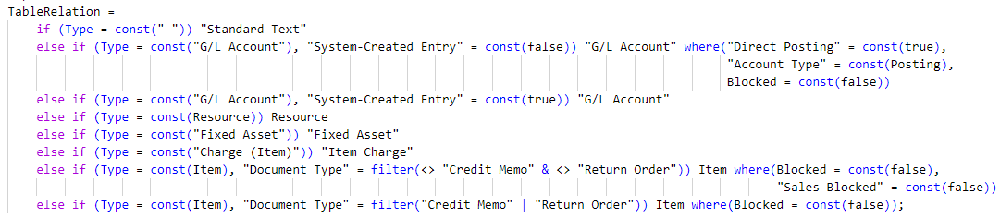 TableRelation =
if (Type = const(" ")) "Standard Text"
else if (Type = const("G/L Account"), "System-Created Entry" = const(false)) "G/L Account" where("Direct Posting" = const(true),
"Account Type" = const(Posting),
Blocked = const(false))
else if (Type = const("G/L Account"), "System-Created Entry" = const(true)) "G/L Account"
else if (Type = const(Resource)) Resource
else if (Type = const("Fixed Asset")) "Fixed Asset"
else if (Type = const("Charge (Item)")) "Item Charge"
else if (Type = const(Item), "Document Type" = filter(<> "Credit Memo" & <> "Return Order")) Item where(Blocked = const(false),
"Sales Blocked" = const(false))
else if (Type = const(Item), "Document Type" = filter("Credit Memo" | "Return Order")) Item where(Blocked = const(false));